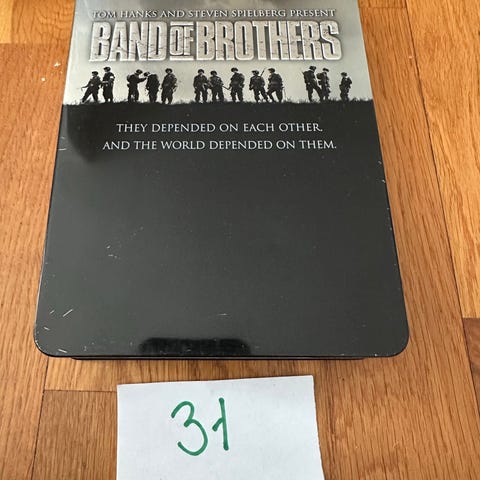 TOM HANKS AND STEVEN SPIELBERG PRESENT
BAND OF BROTHERS
THEY DEPENDED ON EACH OTHER.
AND THE WORLD DEPENDED ON THEM.
31